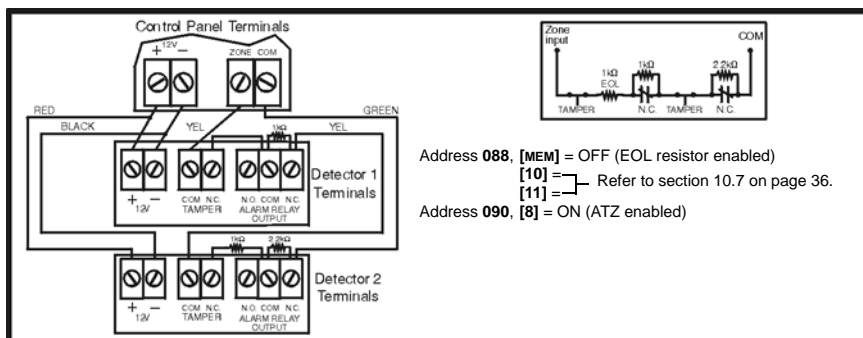 Control Panel Terminals
+ 12V −
ZONE COM
RED
GREEN
BLACK
YEL
YEL
1kΩ
Detector 1
Terminals
+ −
12V
COM N.C.
TAMPER
N.O. COM N.C.
ALARM RELAY
OUTPUT
1kΩ
2.2kΩ
Detector 2
Terminals
+ −
12V
COM N.C.
TAMPER
N.O. COM N.C.
ALARM RELAY
OUTPUT
Zone
input
COM
1kΩ
2.2kΩ
1kΩ
EOL
TAMPER
N.C.
TAMPER
N.C.
Address 088, [MEM] = OFF (EOL resistor enabled)
[10] =
[11] =
Refer to section 10.7 on page 36.
Address 090, [8] = ON (ATZ enabled)